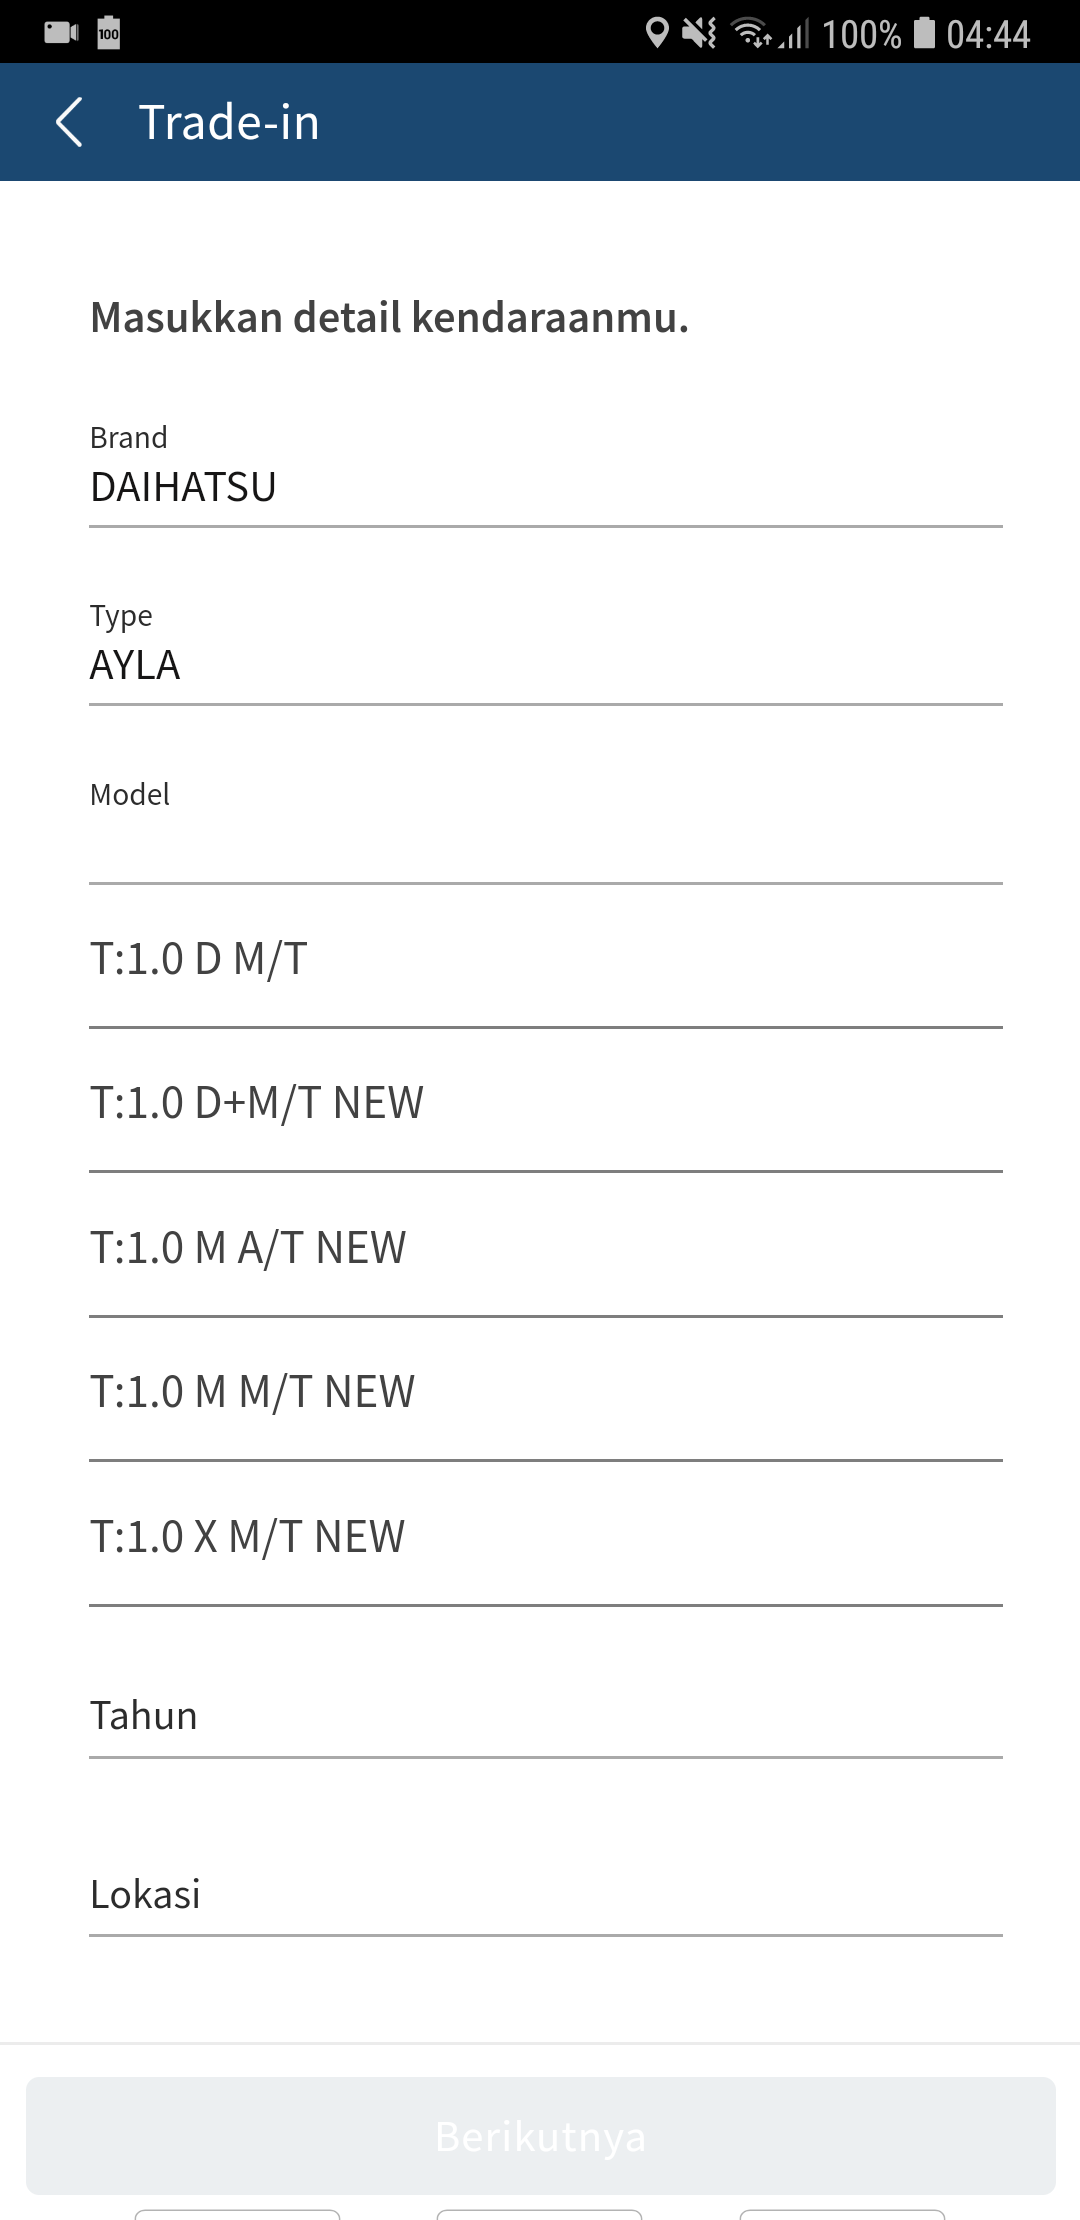 100 100% 04:44
Trade-in
Masukkan detail kendaraanmu.
Brand
DAIHATSU
Type
AYLA
Model
T:1.0 D M/T
T:1.0 D+M/T NEW
T:1.0 M A/T NEW
T:1.0 M M/T NEW
T:1.0 X M/T NEW
Tahun
Lokasi
Berikutnya